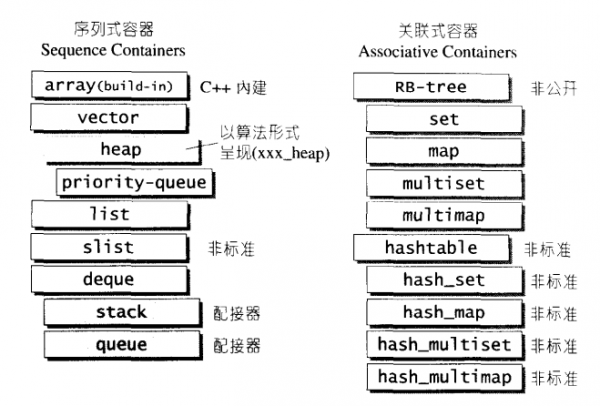 序列式容器
Sequence Containers
array(build-in) C++ 内建
vector
heap
以算法形式
呈现(xxx_heap)
priority-queue
list
slist 非标准
deque
stack 配接器
queue 配接器
关联式容器
Associative Containers
RB-tree 非公开
set
map
multiset
multimap
hashtable 非标准
hash_set 非标准
hash_map 非标准
hash_multiset 非标准
hash_multimap 非标准